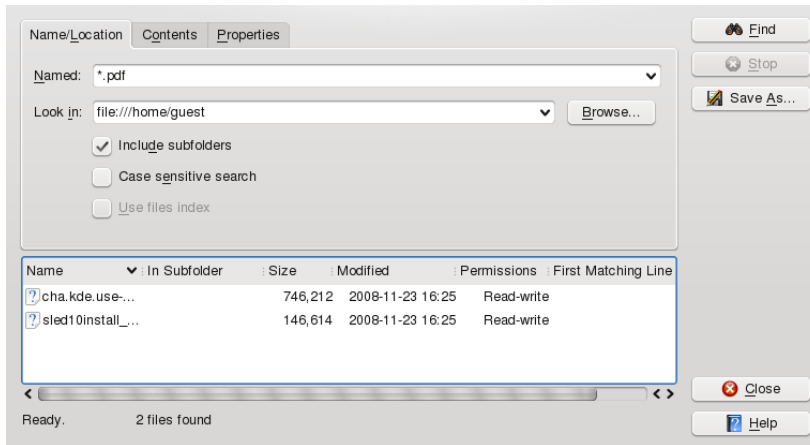 Name/Location Contents Properties
Find
Named: *.pdf
Stop
Look in: file:///home/guest Browse...
Save As...
Include subfolders
Case sensitive search
Use files index
Name In Subfolder Size Modified Permissions First Matching Line
cha.kde.use-... 746,212 2008-11-23 16:25 Read-write
sled10install_... 146,614 2008-11-23 16:25 Read-write
Close
Ready. 2 files found
Help